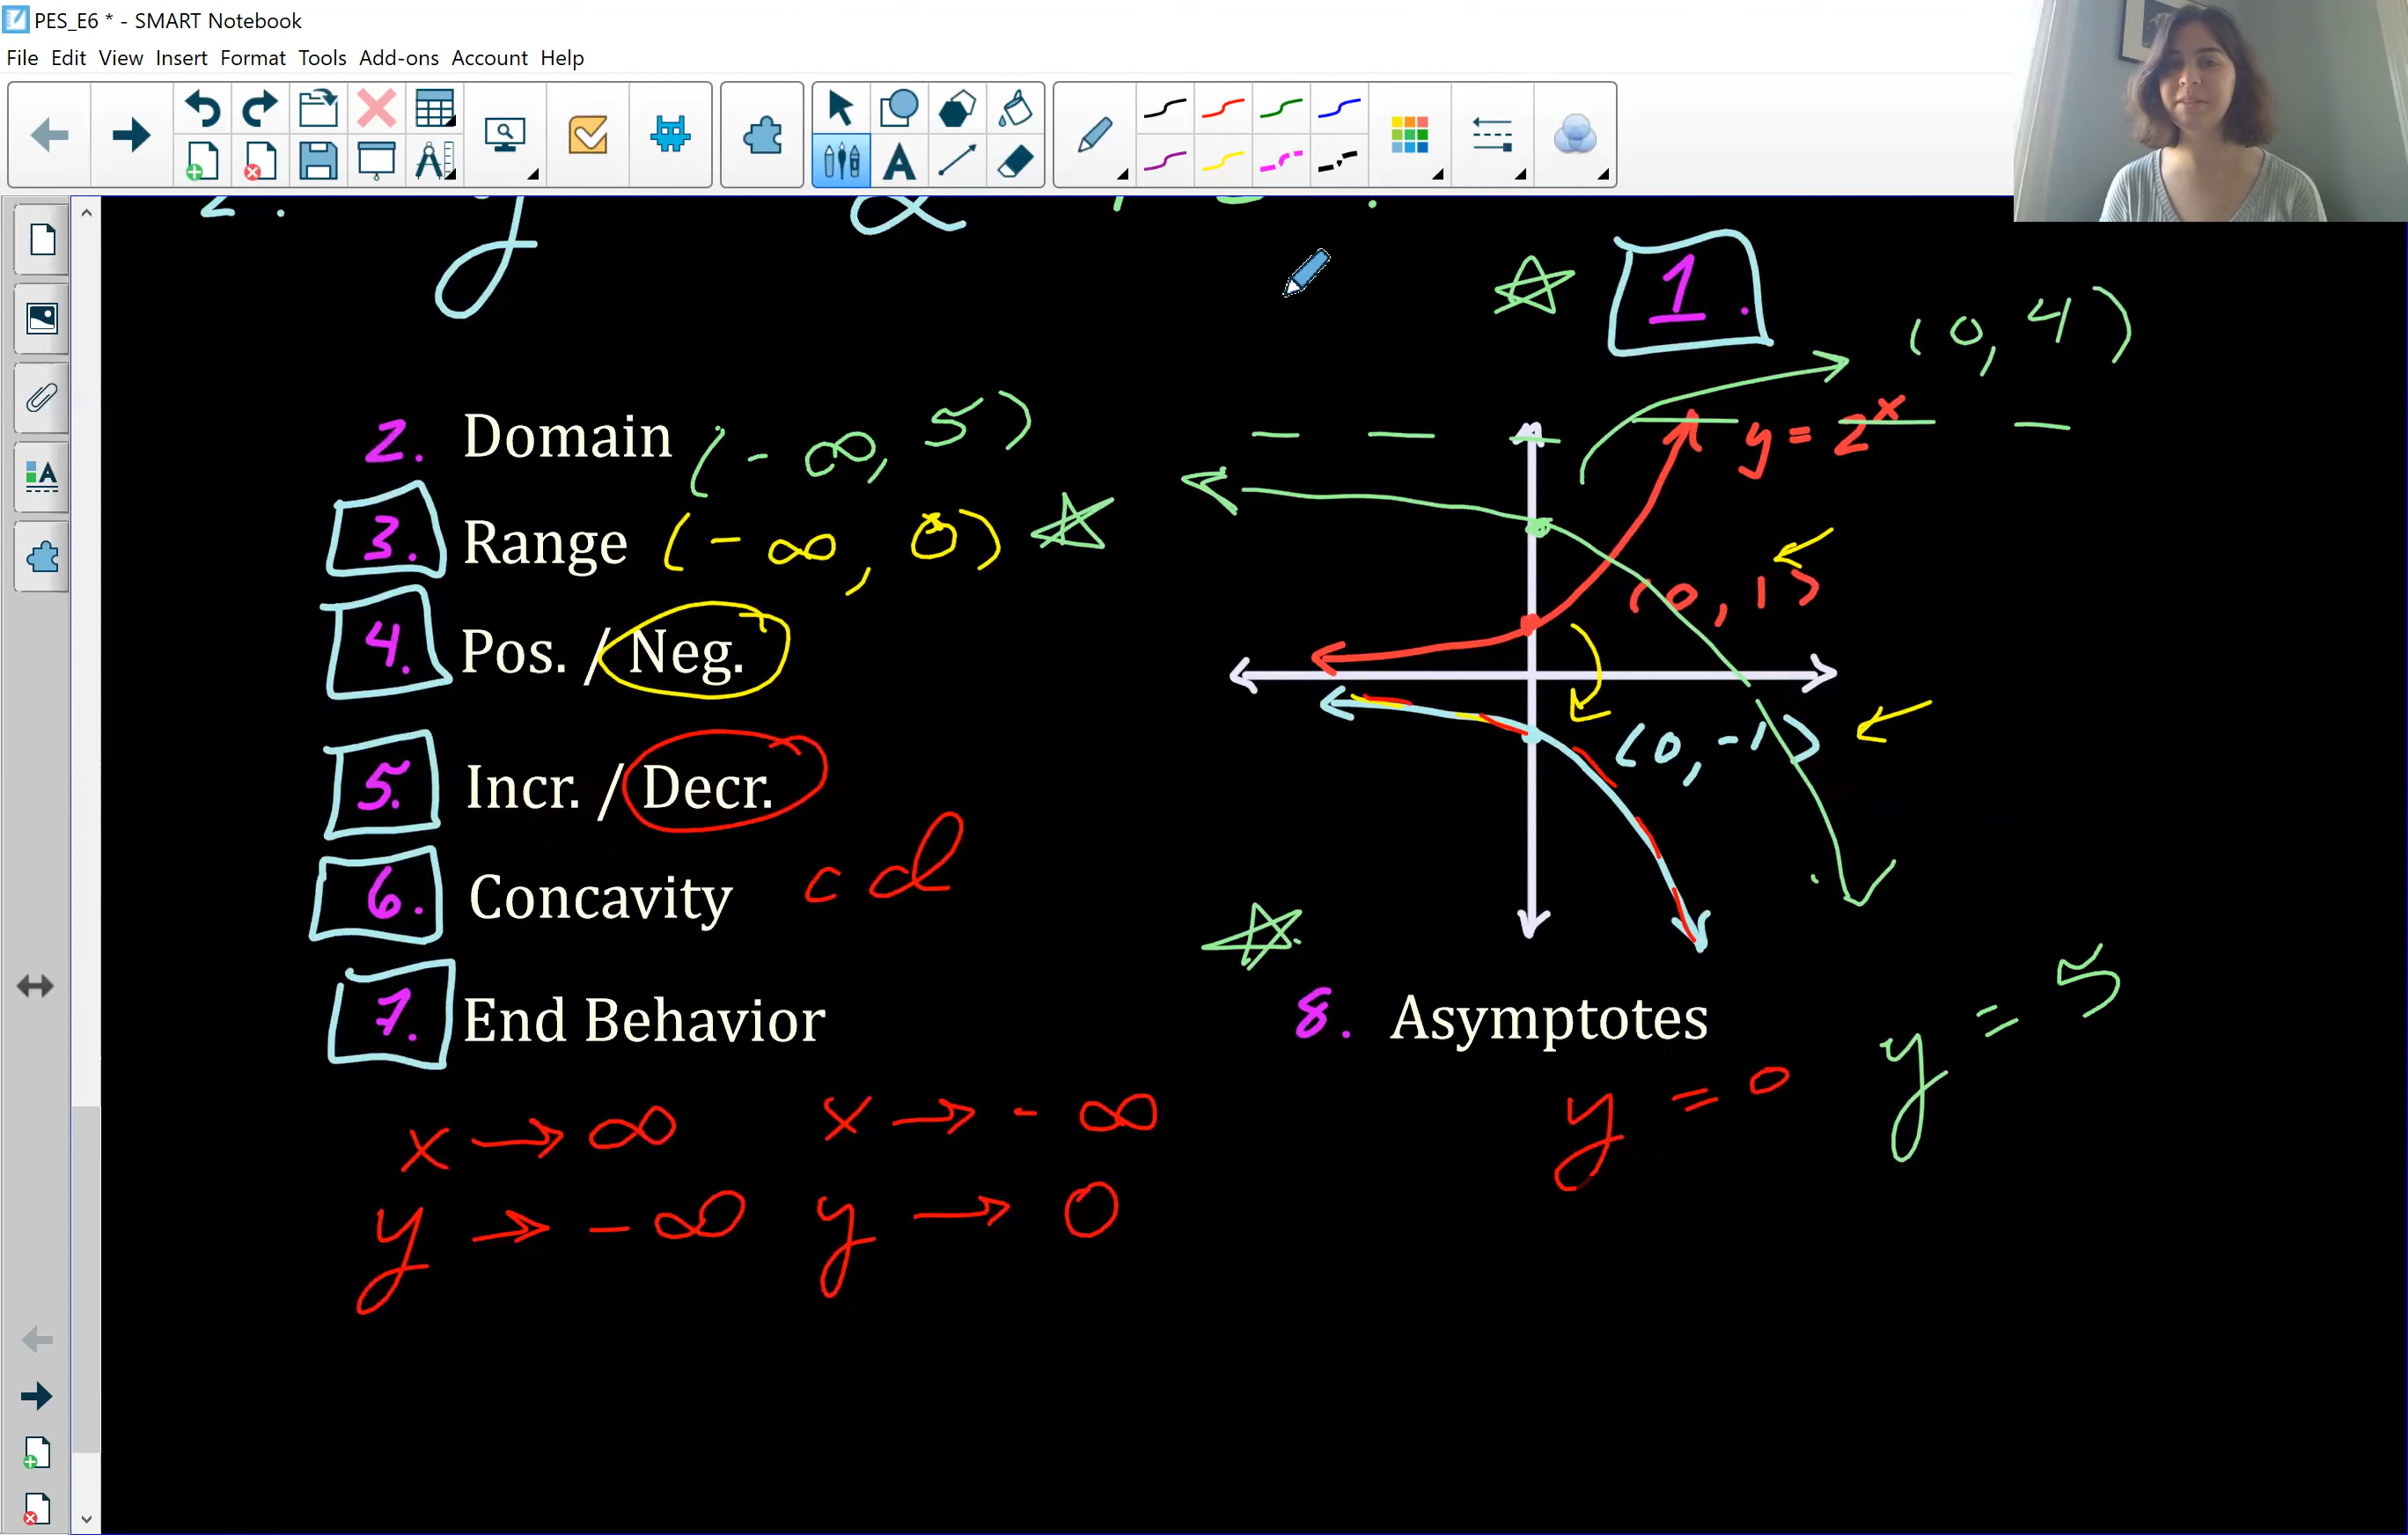 PES_E6 * - SMART Notebook
File Edit View Insert Format Tools Add-ons Account Help
1.
(0, 4)
y = 2^x
2. Domain (-∞, 5)
3. Range (-∞, 0)
(0, 1)
4. Pos. / Neg.
(0, -1)
5. Incr. / Decr.
6. Concavity cd
7. End Behavior
8. Asymptotes
y = 0 y = 5
x → ∞ x → - ∞
y → - ∞ y → 0